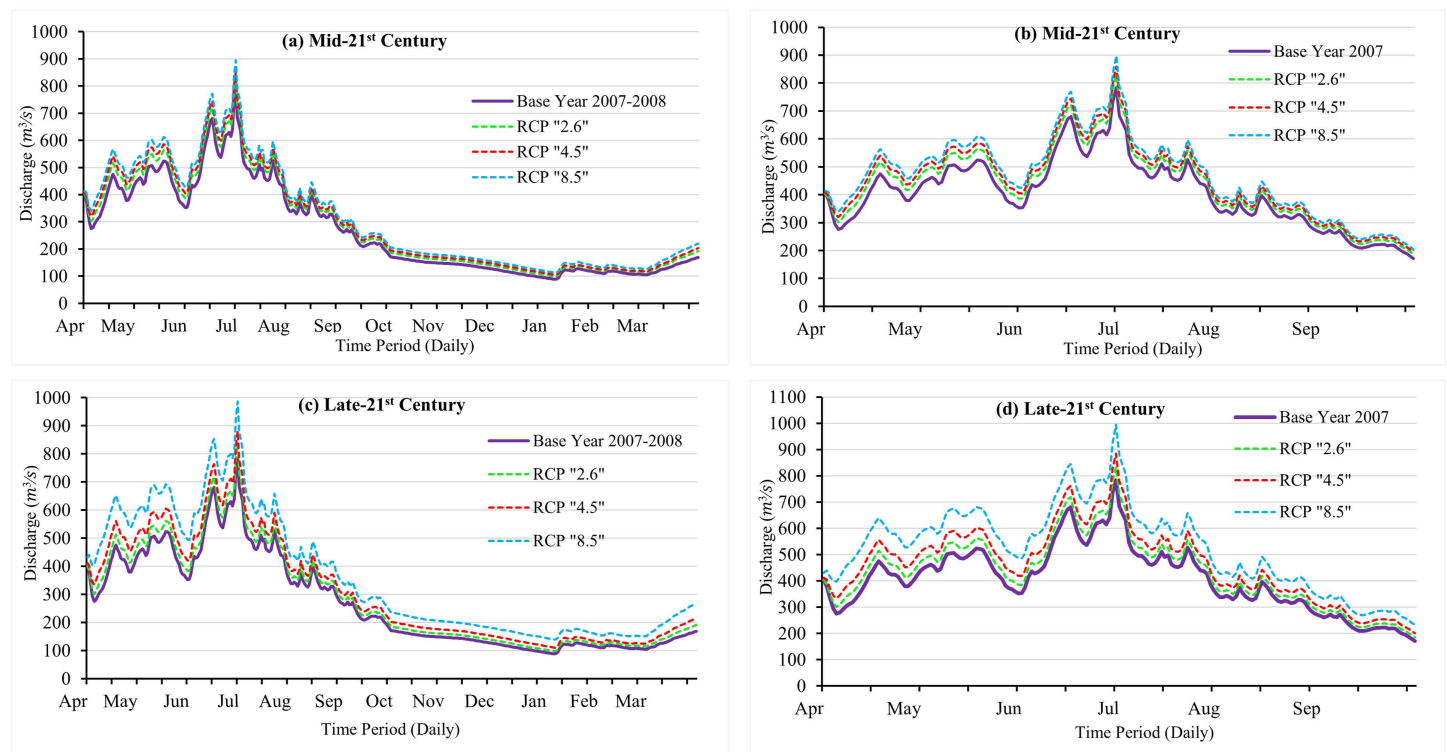 (a) Mid-21st Century
1000
900
800
700
600
500
400
300
200
100
0
Discharge (m³/s)
Base Year 2007-2008
RCP "2.6"
RCP "4.5"
RCP "8.5"
Apr May Jun Jul Aug Sep Oct Nov Dec Jan Feb Mar
Time Period (Daily)
(b) Mid-21st Century
1000
900
800
700
600
500
400
300
200
100
0
Discharge (m³/s)
Base Year 2007
RCP "2.6"
RCP "4.5"
RCP "8.5"
Apr May Jun Jul Aug Sep
Time Period (Daily)
(c) Late-21st Century
1000
900
800
700
600
500
400
300
200
100
0
Discharge (m³/s)
Base Year 2007-2008
RCP "2.6"
RCP "4.5"
RCP "8.5"
Apr May Jun Jul Aug Sep Oct Nov Dec Jan Feb Mar
Time Period (Daily)
(d) Late-21st Century
1100
1000
900
800
700
600
500
400
300
200
100
0
Discharge (m³/s)
Base Year 2007
RCP "2.6"
RCP "4.5"
RCP "8.5"
Apr May Jun Jul Aug Sep
Time Period (Daily)